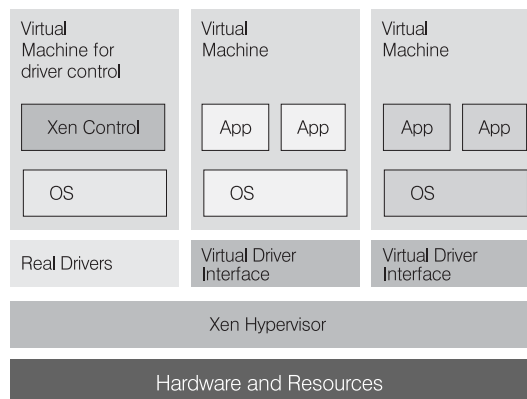 Virtual
Machine for
driver control
Xen Control
OS
Real Drivers
Virtual
Machine
App
App
OS
Virtual Driver
Interface
Virtual
Machine
App
App
OS
Virtual Driver
Interface
Xen Hypervisor
Hardware and Resources